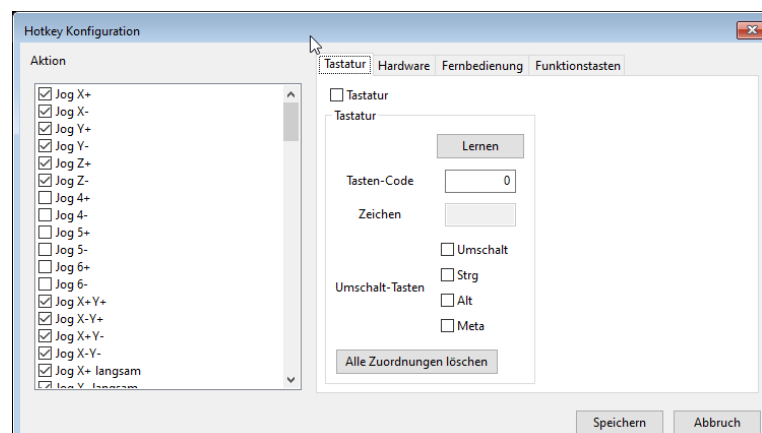 Hotkey Konfiguration
Aktion
Jog X+
Jog X-
Jog Y+
Jog Y-
Jog Z+
Jog Z-
Jog 4+
Jog 4-
Jog 5+
Jog 5-
Jog 6+
Jog 6-
Jog X+Y+
Jog X-Y+
Jog X+Y-
Jog X-Y-
Jog X+ langsam
Jog X- langsam
Tastatur Hardware Fernbedienung Funktionstasten
Tastatur
Tastatur
Lernen
Tasten-Code 0
Zeichen
Umschalt-Tasten
Umschalt
Strg
Alt
Meta
Alle Zuordnungen löschen
Speichern Abbruch